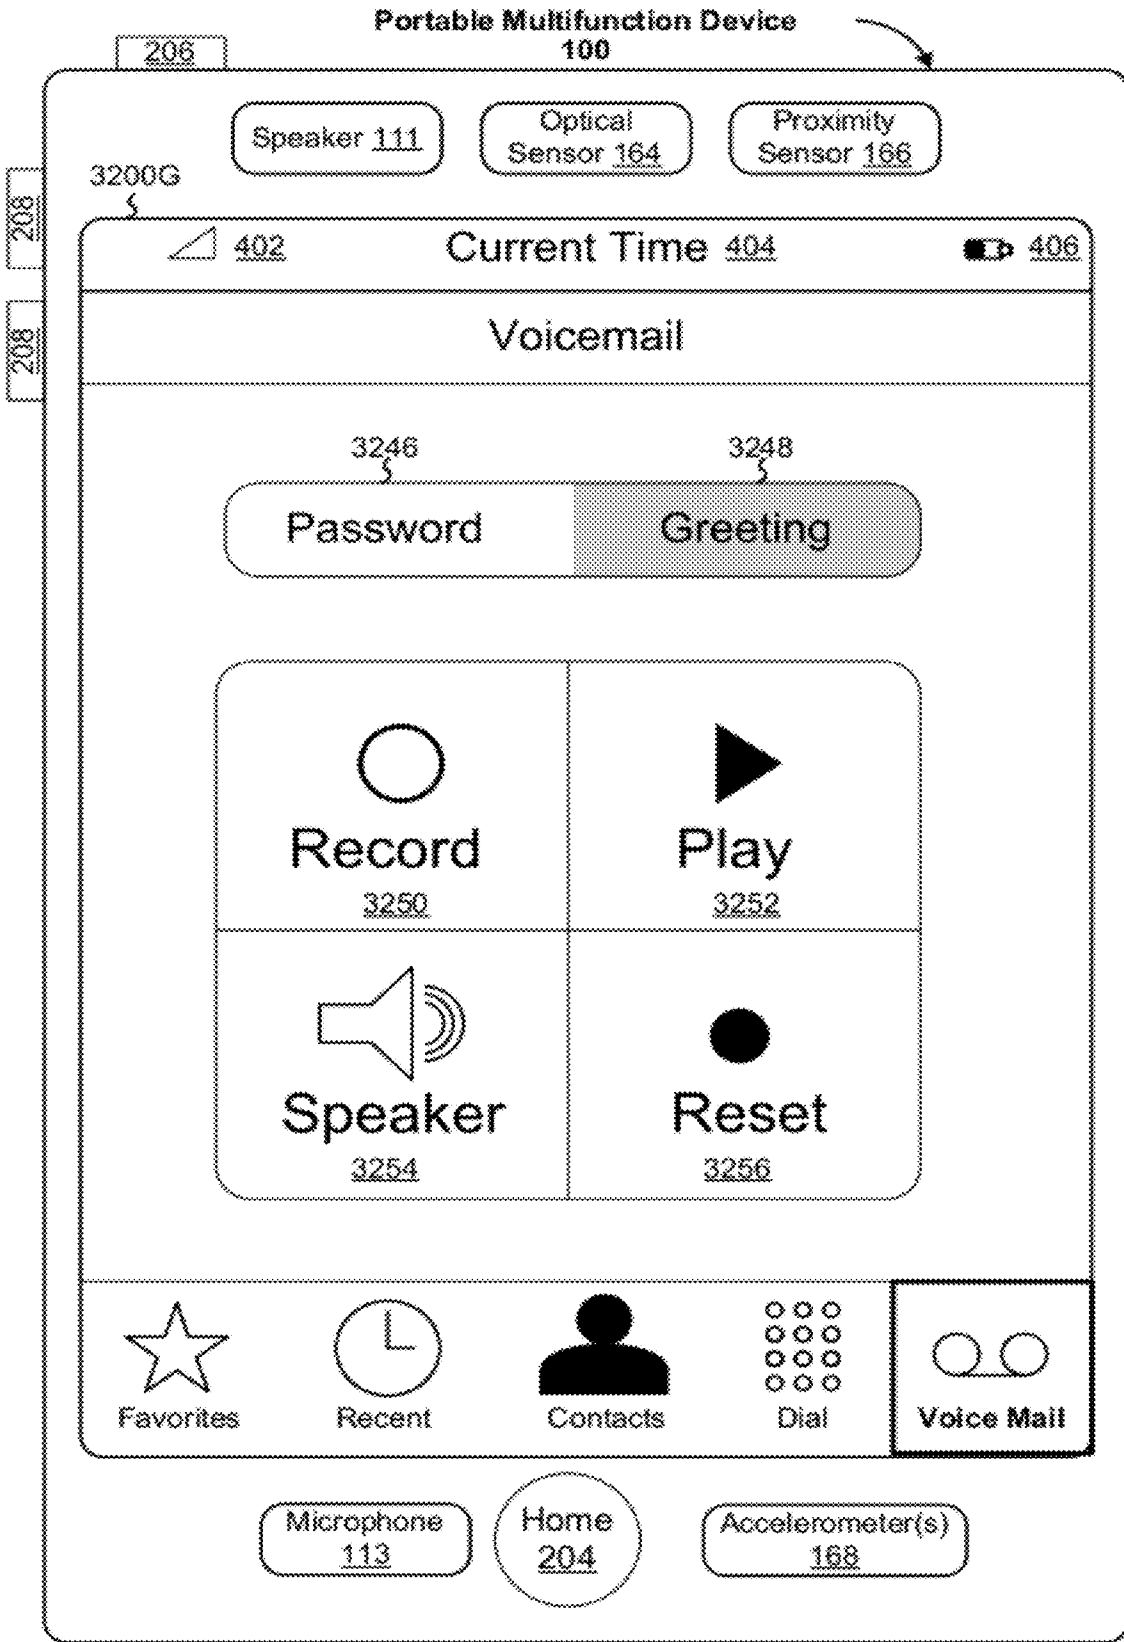 Portable Multifunction Device
100
206
Speaker 111
Optical
Sensor 164
Proximity
Sensor 166
3200G
208
208
402
Current Time 404
406
Voicemail
3246
3248
Password
Greeting
Record
3250
Play
3252
Speaker
3254
Reset
3256
Favorites
Recent
Contacts
Dial
Voice Mail
Microphone
113
Home
204
Accelerometer(s)
168